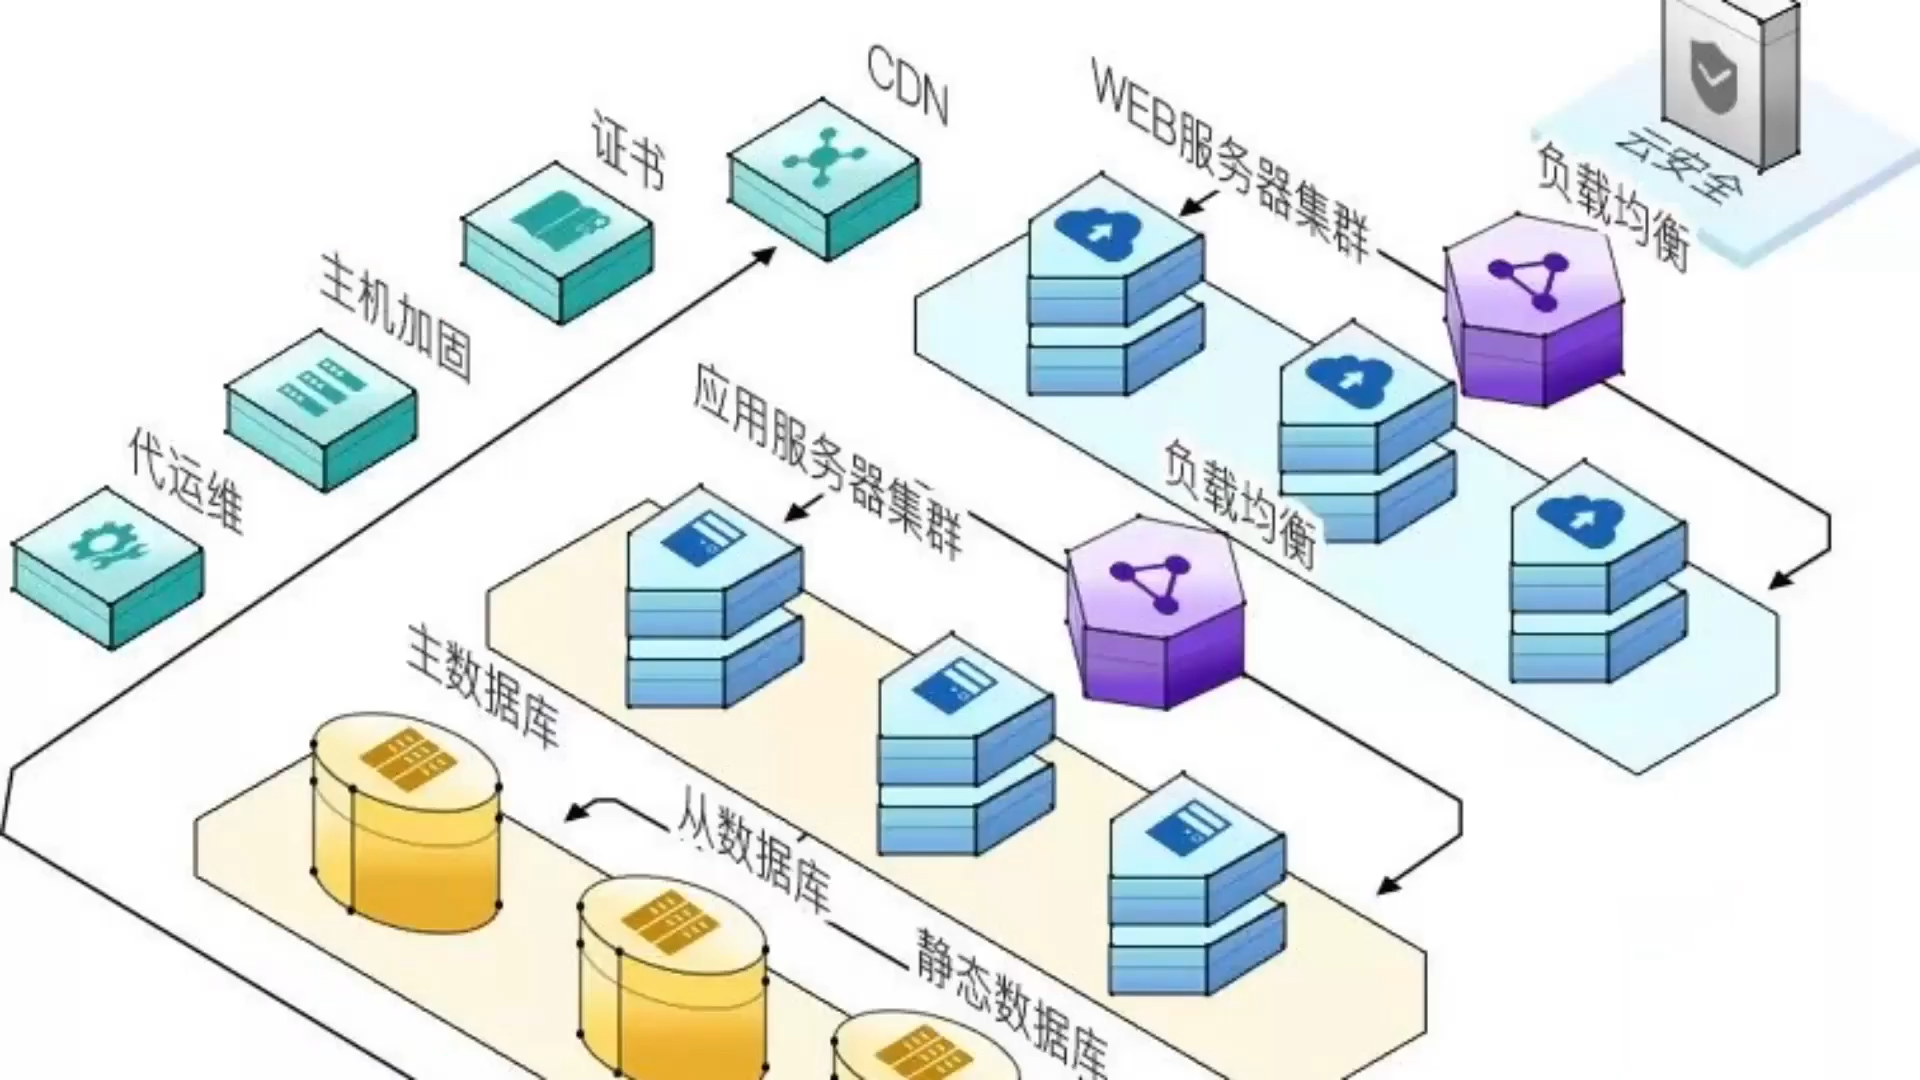 CDN
证书
主机加固
代运维
WEB服务器集群
负载均衡
云安全
应用服务器集群
负载均衡
主数据库
从数据库
静态数据库